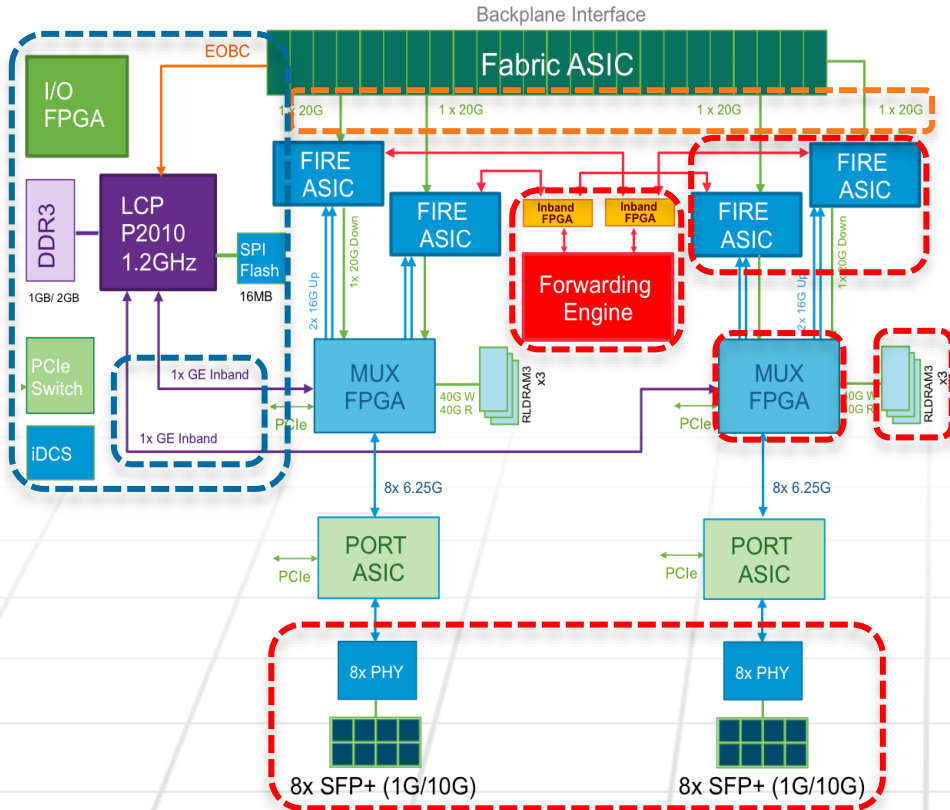 Backplane Interface
Fabric ASIC
EOBC
I/O
FPGA
1 x 20G
1 x 20G
1 x 20G
1 x 20G
FIRE
ASIC
FIRE
ASIC
FIRE
ASIC
FIRE
ASIC
Inband
FPGA
Inband
FPGA
Forwarding
Engine
DDR3
1GB/ 2GB
LCP
P2010
1.2GHz
SPI
Flash
16MB
2x 16G Up
1x 20G Down
2x 16G Up
1x 20G Down
PCIe
Switch
iDCS
1x GE Inband
1x GE Inband
MUX
FPGA
PCIe
40G W
40G R
RLDRAM3
x3
MUX
FPGA
PCIe
40G W
40G R
RLDRAM3
x3
8x 6.25G
8x 6.25G
PORT
ASIC
PCIe
PORT
ASIC
PCIe
8x PHY
8x PHY
8x SFP+ (1G/10G)
8x SFP+ (1G/10G)